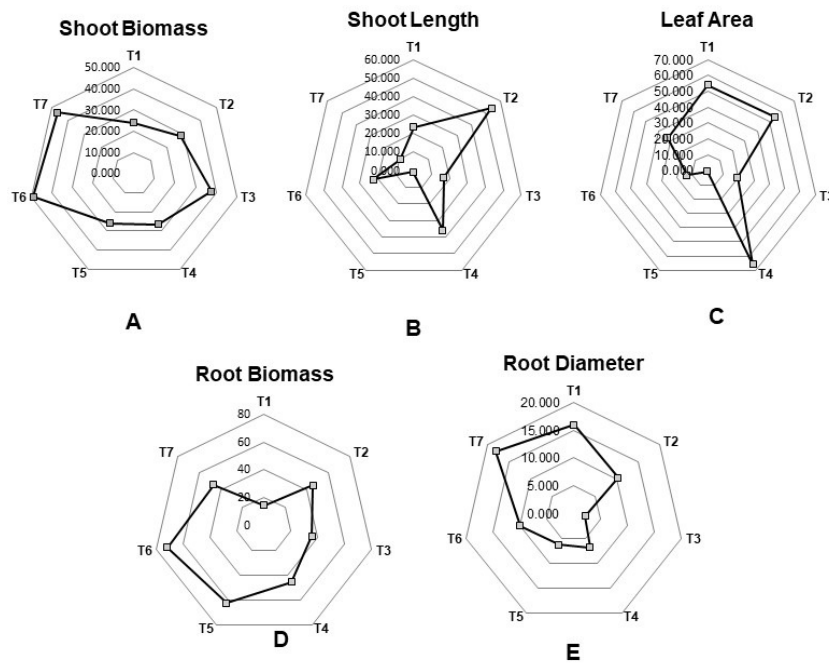 Shoot Biomass
T1
50.000
40.000
30.000
20.000
10.000
0.000
T2
T3
T4
T5
T6
T7
A
Shoot Length
T1
60.000
50.000
40.000
30.000
20.000
10.000
0.000
T2
T3
T4
T5
T6
T7
B
Leaf Area
T1
70.000
60.000
50.000
40.000
30.000
20.000
10.000
0.000
T2
T3
T4
T5
T6
T7
C
Root Biomass
T1
80
60
40
20
0
T2
T3
T4
T5
T6
T7
D
Root Diameter
T1
20.000
15.000
10.000
5.000
0.000
T2
T3
T4
T5
T6
T7
E